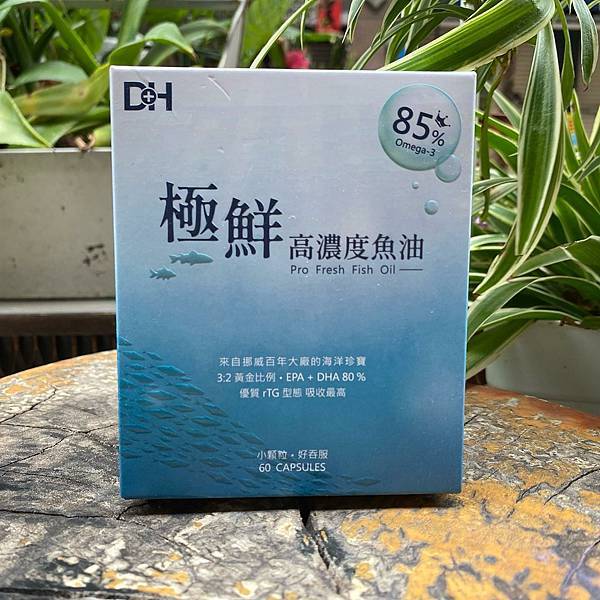 D+H
85%
Omega-3
極鮮
高濃度魚油
Pro Fresh Fish Oil
來自挪威百年大廠的海洋珍寶
3:2 黃金比例・EPA + DHA 80 %
優質 rTG 型態 吸收最高
小顆粒・好吞服
60 CAPSULES